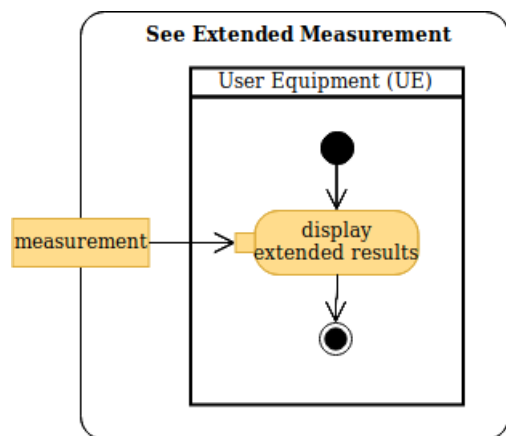 See Extended Measurement
User Equipment (UE)
measurement
display
extended results